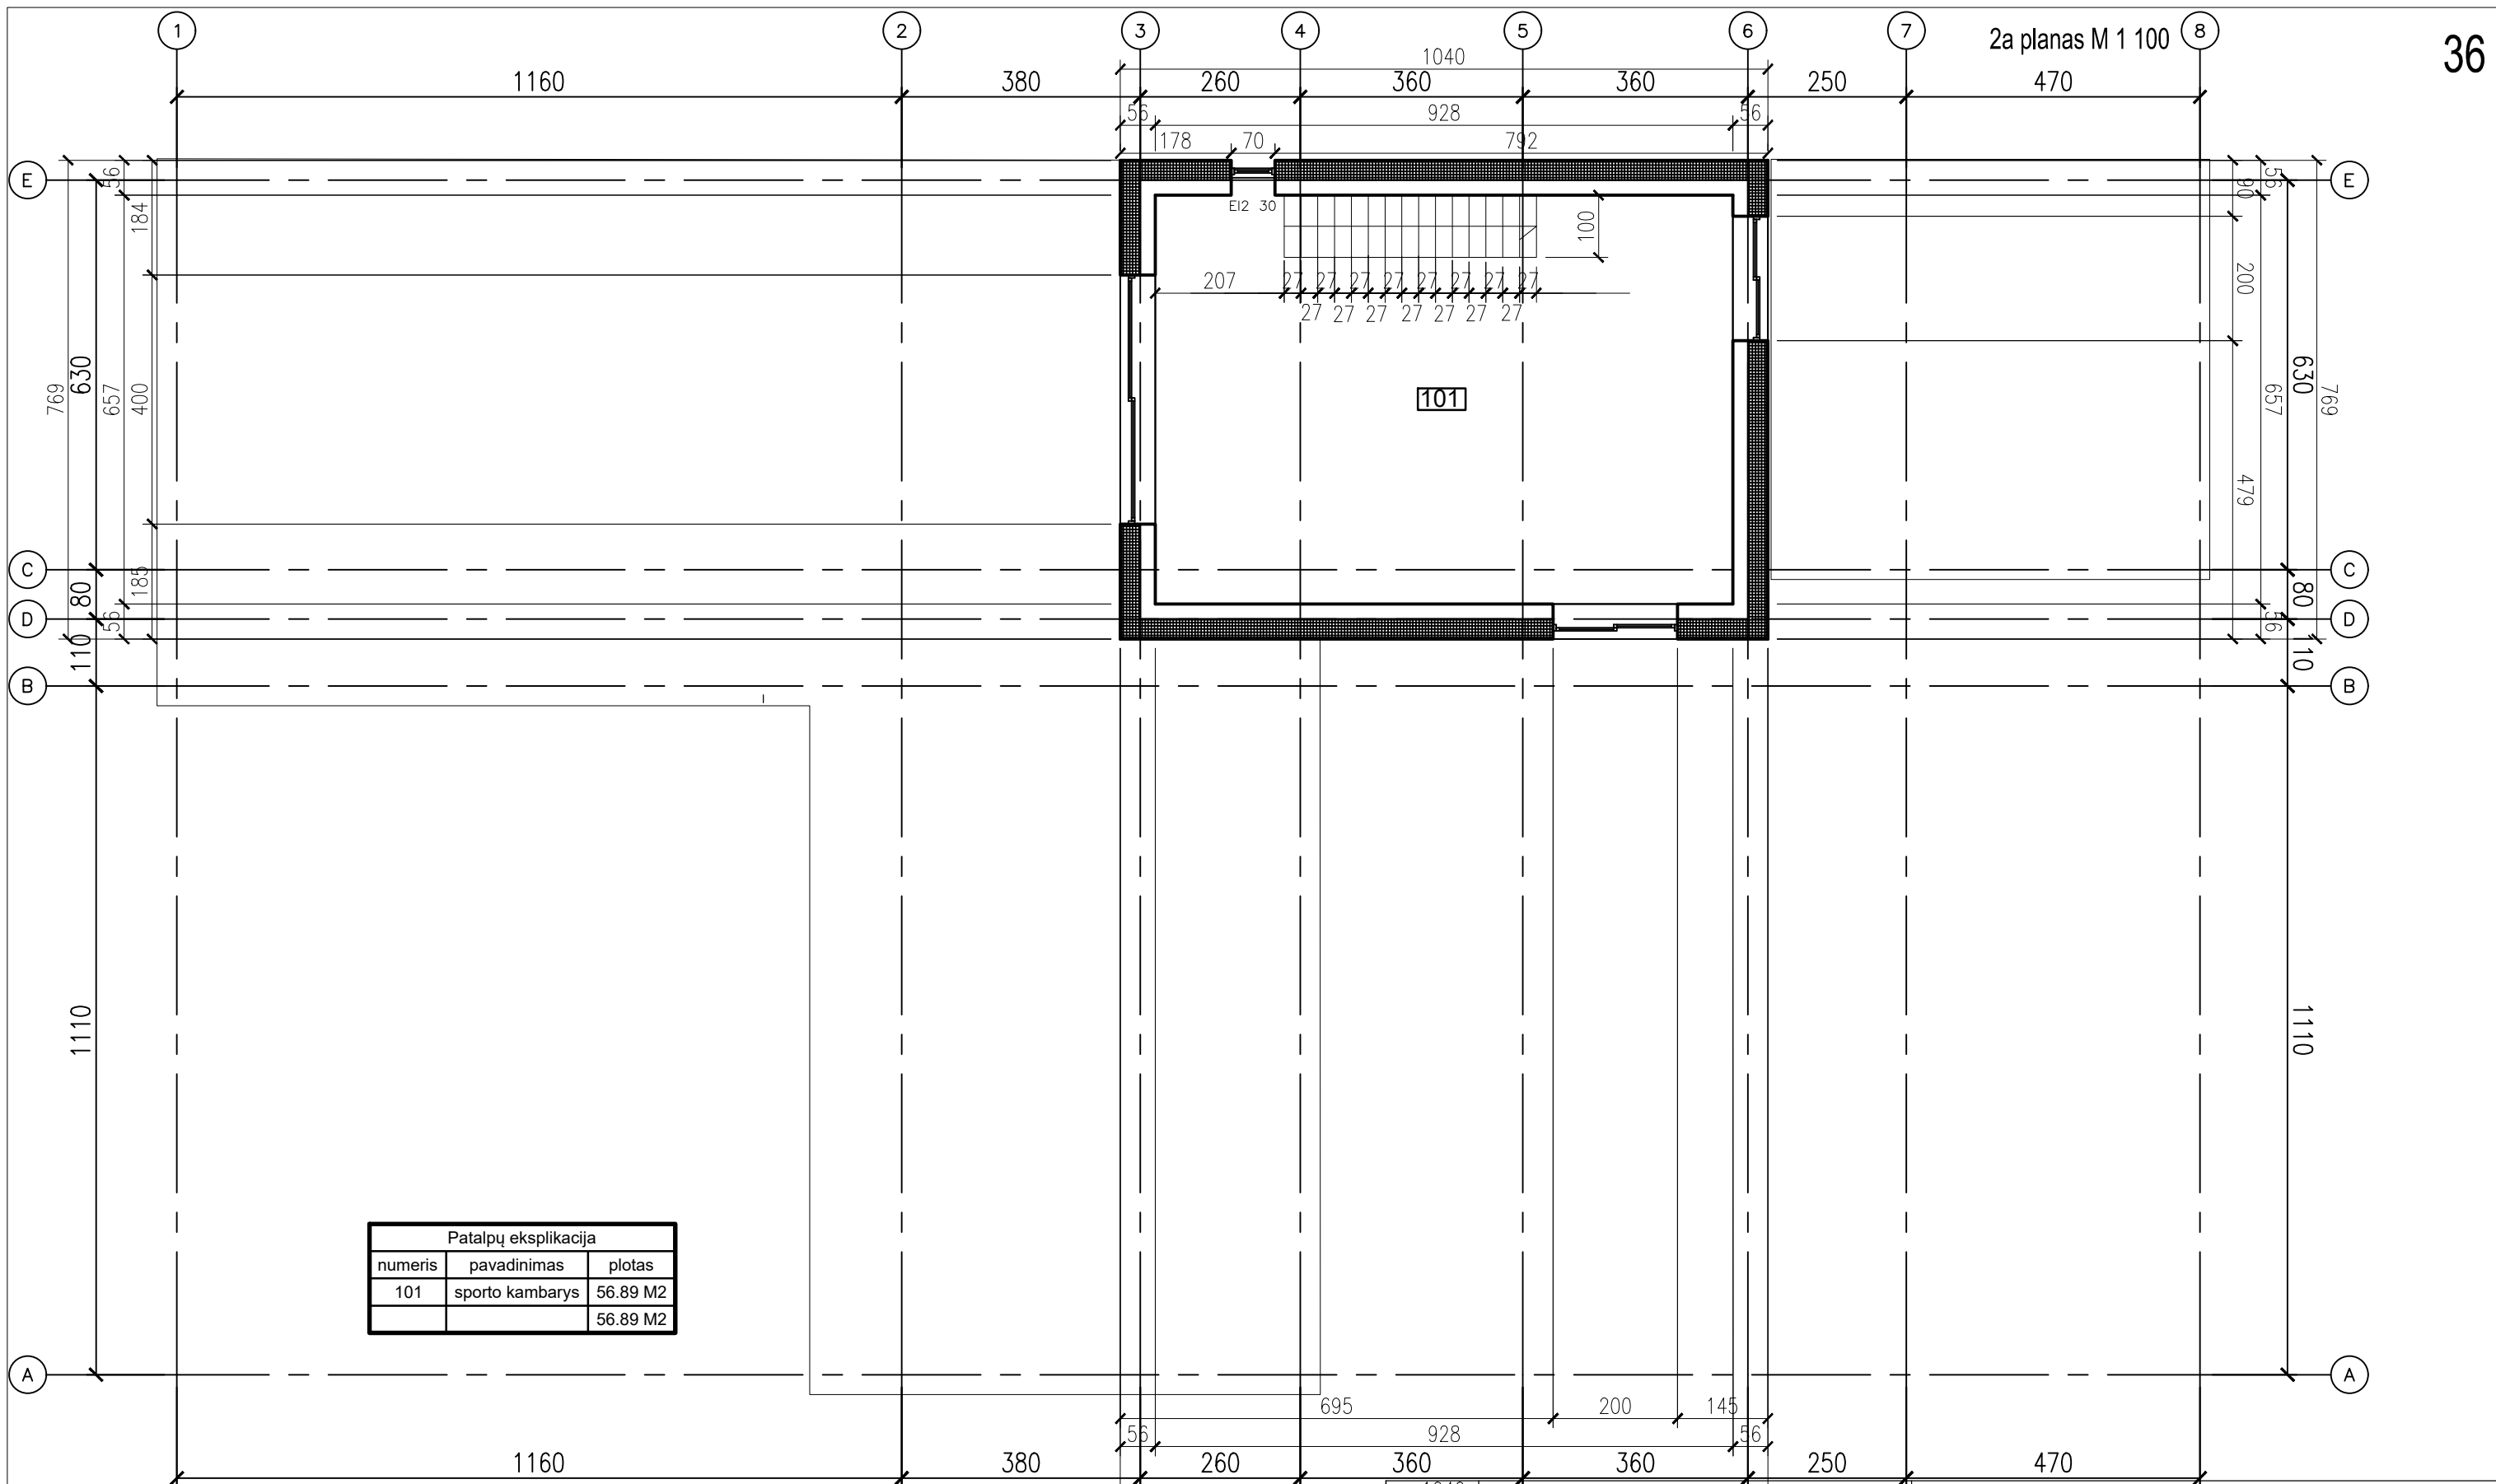 1 2 3 4 5 6 7 8
2a planas M 1 100
36
1040
1160 380 260 360 360 250 470
56 928 56
178 70 792
E E
56 56
90
184
EI2 30
100
207 27 27 27 27 27 27 27 27
27 27 27 27 27 27 27
200
769 630 657 400 630 657 769
101
479
C C
185
80 80
D D
56 56
110 110
B B
1110 1110
Patalpų eksplikacija
numeris pavadinimas plotas
101 sporto kambarys 56.89 M2
56.89 M2
A A
695 200 145
56 928 56
1160 380 260 360 360 250 470